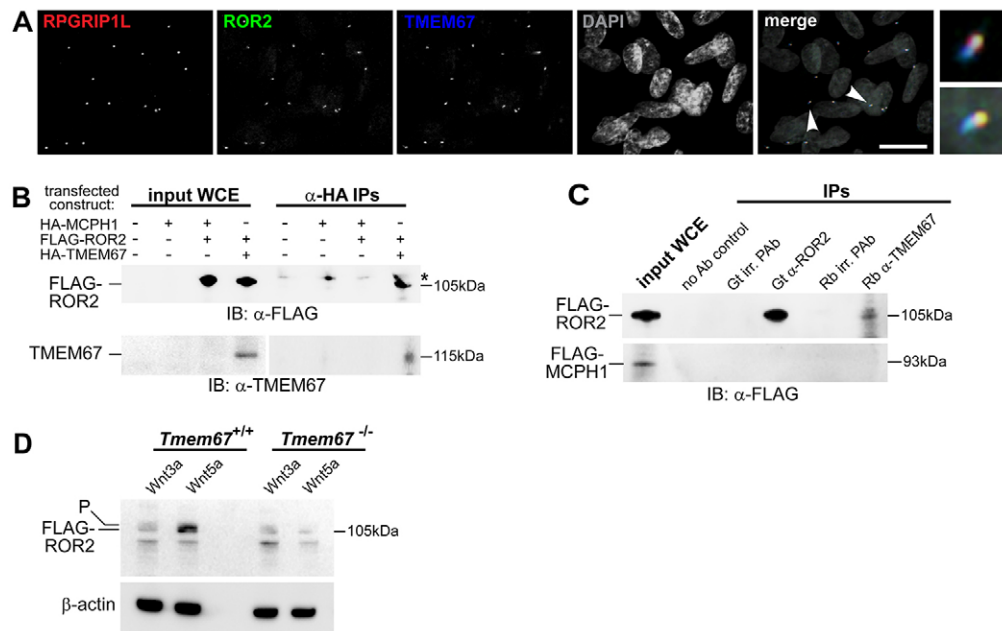 A
RPGRIP1L ROR2 TMEM67 DAPI merge
B
transfected construct: input WCE α-HA IPs
HA-MCPH1 - + + - - + + -
FLAG-ROR2 - - + + - - + +
HA-TMEM67 - - - + - - - +
FLAG-ROR2 * 105kDa
IB: α-FLAG
TMEM67 115kDa
IB: α-TMEM67
C
IPs
input WCE no Ab control Gt irr. PAb Gt α-ROR2 Rb irr. PAb Rb α-TMEM67
FLAG-ROR2 105kDa
FLAG-MCPH1 93kDa
IB: α-FLAG
D
Tmem67+/+ Tmem67 -/-
Wnt3a Wnt5a Wnt3a Wnt5a
P
FLAG-ROR2 105kDa
β-actin